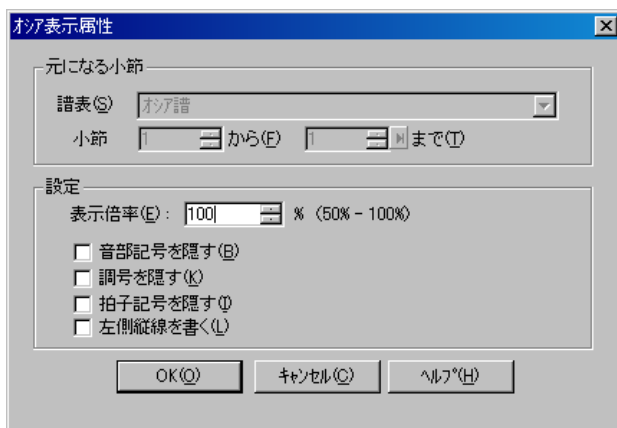 オシア表示属性
元になる小節
譜表(S) オシア譜
小節 1 から(F) 1 まで(T)
設定
表示倍率(E): 100 % (50% - 100%)
音部記号を隠す(B)
調号を隠す(K)
拍子記号を隠す(I)
左側縦線を書く(L)
OK(O) キャンセル(C) ヘルプ(H)